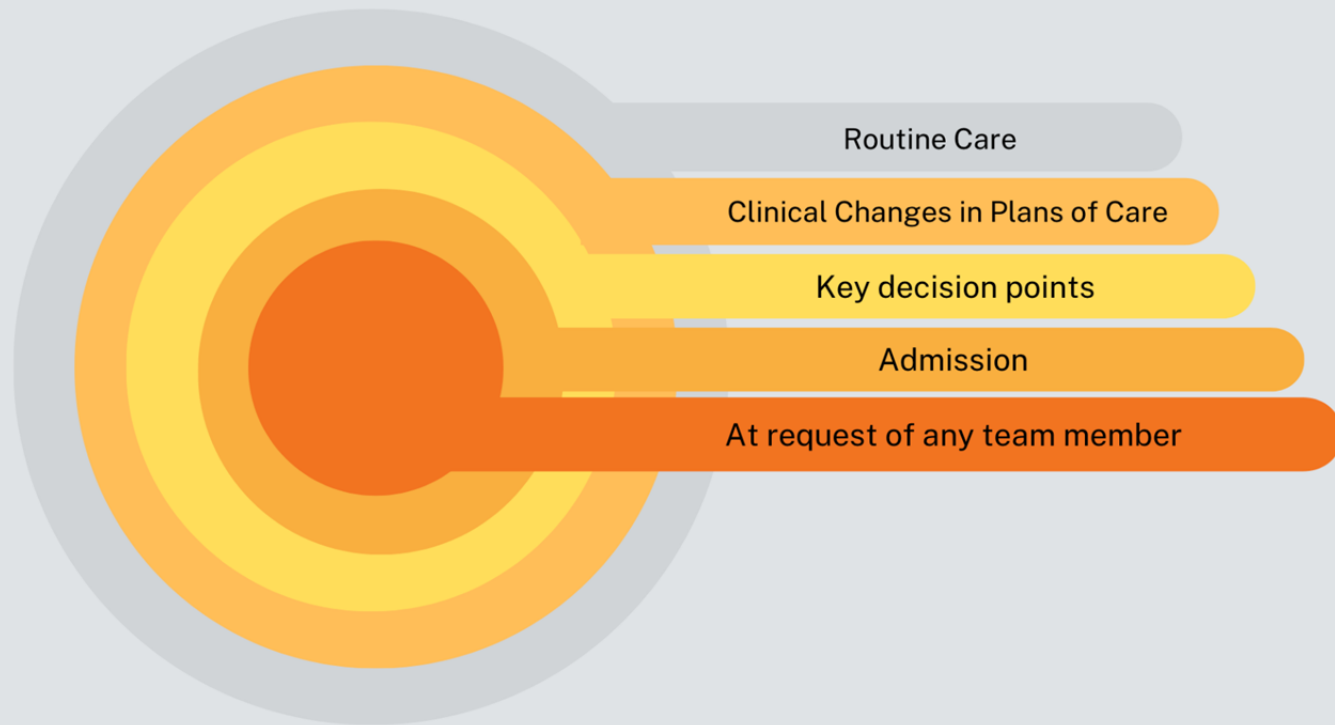 Routine Care
Clinical Changes in Plans of Care
Key decision points
Admission
At request of any team member